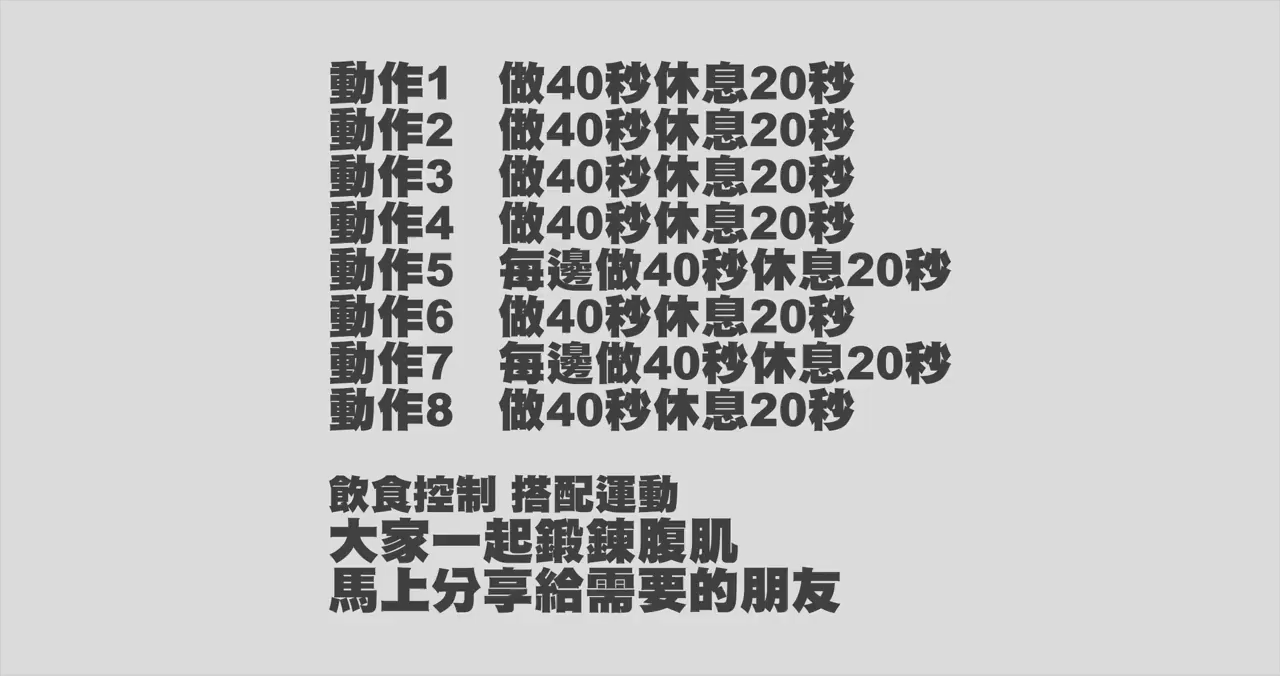 動作1 做40秒休息20秒
動作2 做40秒休息20秒
動作3 做40秒休息20秒
動作4 做40秒休息20秒
動作5 每邊做40秒休息20秒
動作6 做40秒休息20秒
動作7 每邊做40秒休息20秒
動作8 做40秒休息20秒
飲食控制 搭配運動
大家一起鍛鍊腹肌
馬上分享給需要的朋友